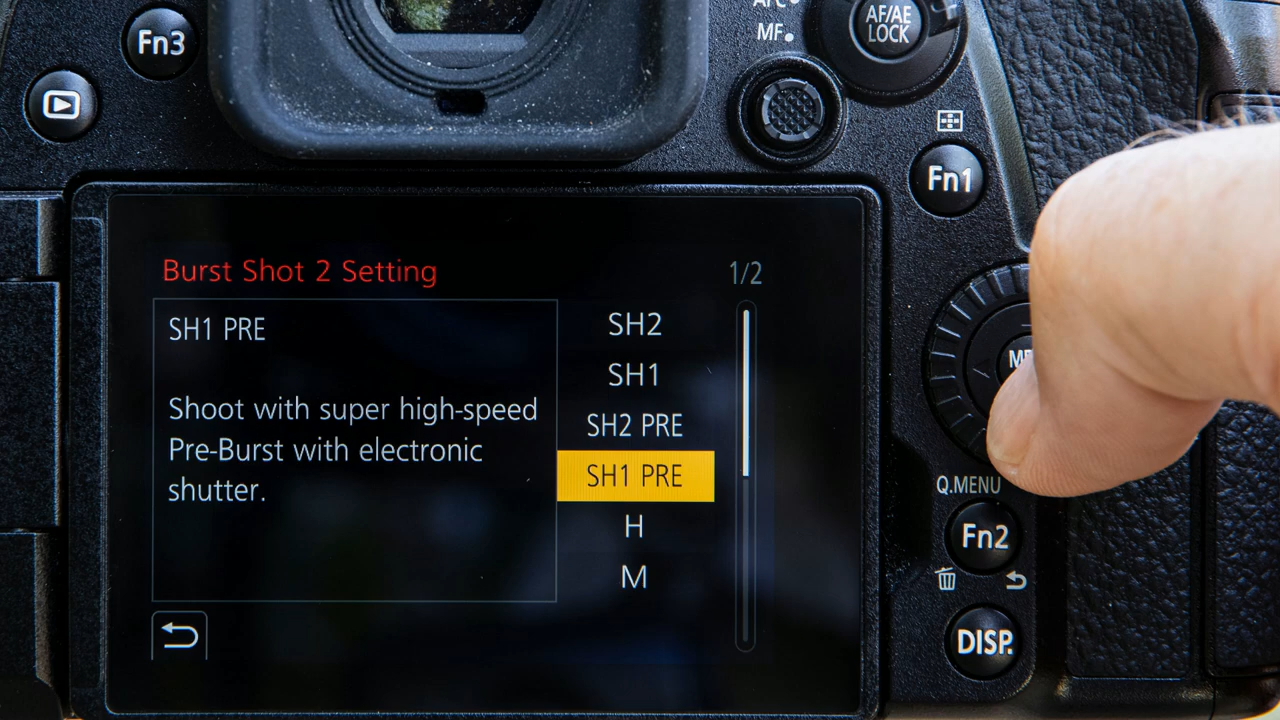 Fn3
MF
AF/AE
LOCK
Fn1
Burst Shot 2 Setting
1/2
SH1 PRE
Shoot with super high-speed
Pre-Burst with electronic
shutter.
SH2
SH1
SH2 PRE
SH1 PRE
H
M
Q.MENU
Fn2
DISP.